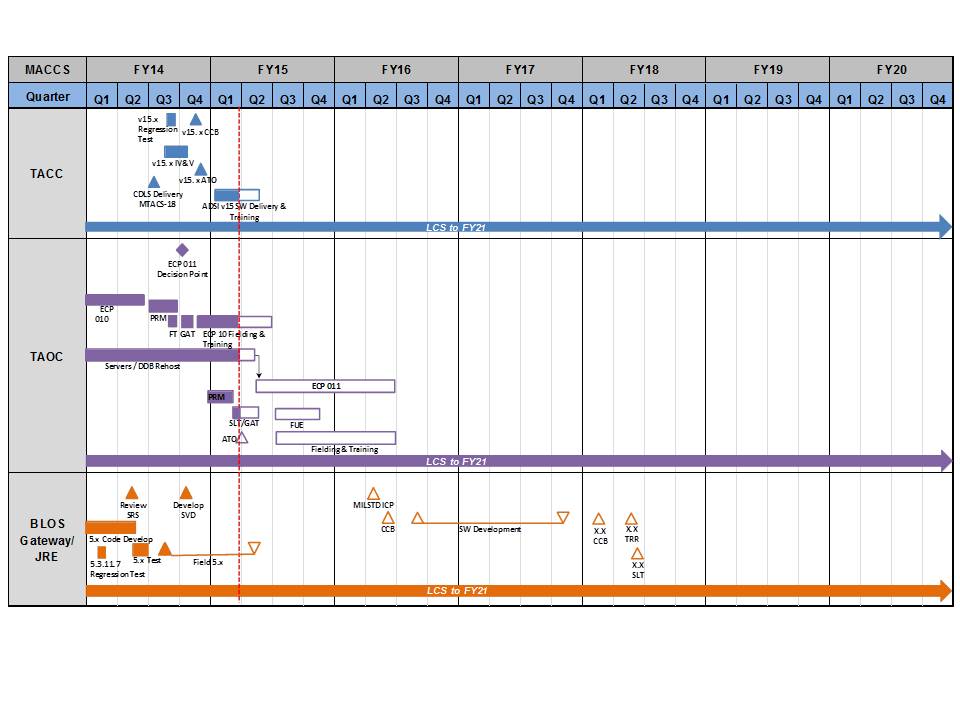 MACCS FY14 FY15 FY16 FY17 FY18 FY19 FY20
Quarter Q1 Q2 Q3 Q4 Q1 Q2 Q3 Q4 Q1 Q2 Q3 Q4 Q1 Q2 Q3 Q4 Q1 Q2 Q3 Q4 Q1 Q2 Q3 Q4 Q1 Q2 Q3 Q4
TACC
v15.x
Regression
Test
v15. x CCB
v15. x IV&V
v15. x ATO
CDLS Delivery
MTACS-18
ADSI v15 SW Delivery &
Training
LCS to FY21
TAOC
ECP 011
Decision Point
ECP
010
PRM
FT GAT
ECP 10 Fielding &
Training
Servers / DDB Rehost
ECP 011
PRM
SLT/GAT
FUE
ATO
Fielding & Training
LCS to FY21
BLOS
Gateway/
JRE
Review
SRS
Develop
SVD
5.x Code Develop
5.3.11.7
Regression Test
5.x Test
Field 5.x
MILSTD ICP
CCB
SW Development
X.X
CCB
X.X
TRR
X.X
SLT
LCS to FY21